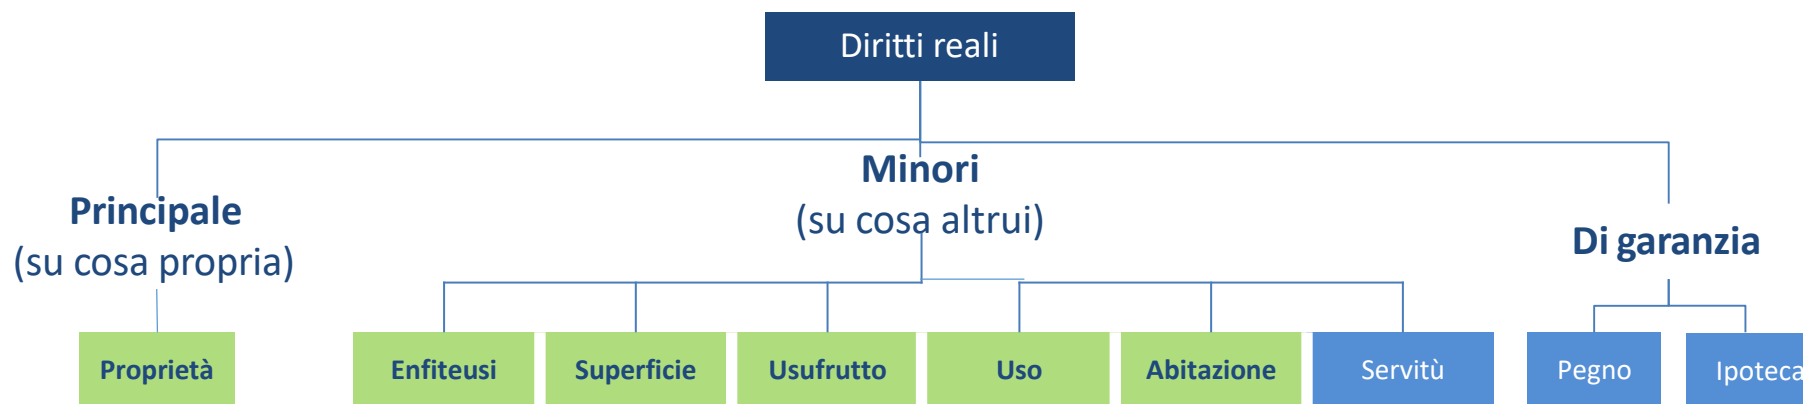 Diritti reali
Principale
(su cosa propria)
Minori
(su cosa altrui)
Di garanzia
Proprietà
Enfiteusi
Superficie
Usufrutto
Uso
Abitazione
Servitù
Pegno
Ipoteca